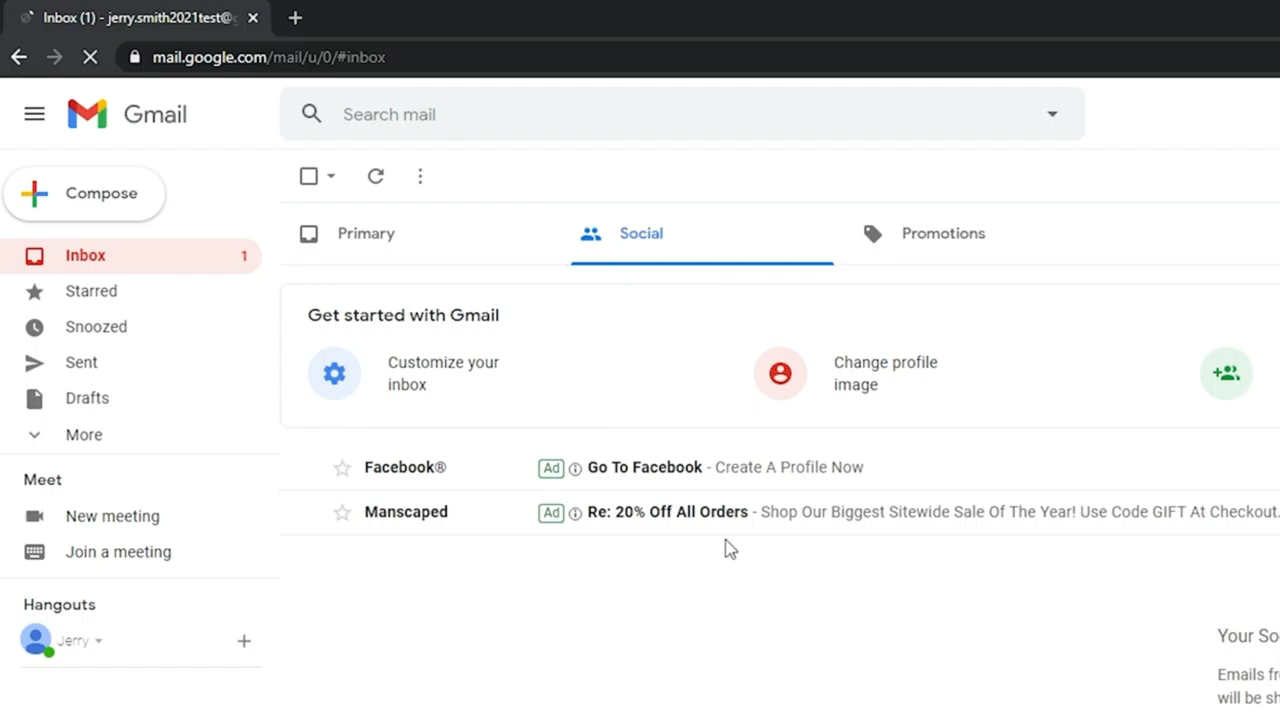 Inbox (1) - jerry.smith2021test@
mail.google.com/mail/u/0/#inbox
Gmail
Search mail
Compose
Primary
Social
Promotions
Inbox 1
Starred
Snoozed
Sent
Drafts
More
Get started with Gmail
Customize your
inbox
Change profile
image
Facebook® Ad Go To Facebook - Create A Profile Now
Manscaped Ad Re: 20% Off All Orders - Shop Our Biggest Sitewide Sale Of The Year! Use Code GIFT At Checkout.
Meet
New meeting
Join a meeting
Hangouts
Jerry
Your So
Emails fr
will be sh